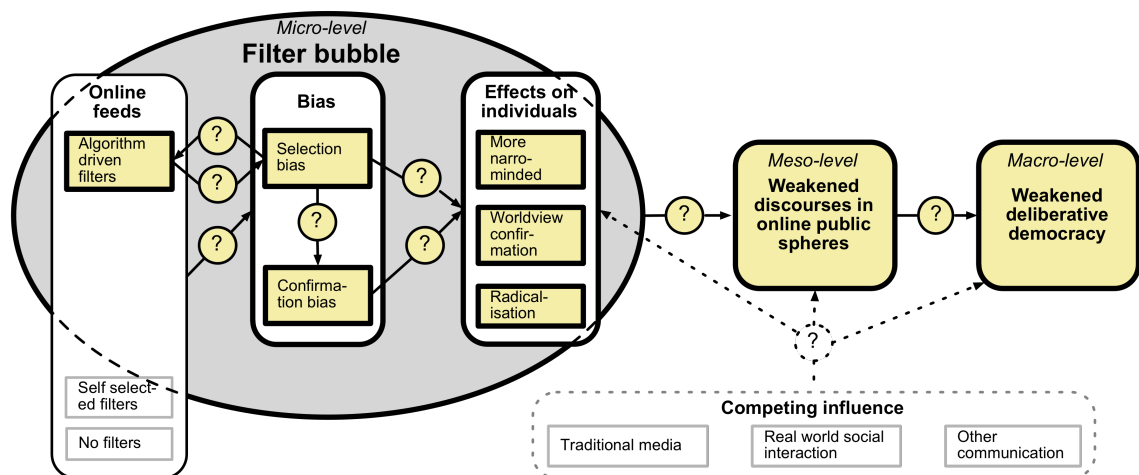 Micro-level
Filter bubble
Online
feeds
Algorithm
driven
filters
Self select-
ed filters
No filters
?
?
?
Bias
Selection
bias
?
Confirma-
tion bias
?
?
Effects on
individuals
More
narro-
minded
Worldview
confir-
mation
Radical-
isation
?
Meso-level
Weakened
discourses in
online public
spheres
?
Macro-level
Weakened
deliberative
democracy
?
Competing influence
Traditional media
Real world social
interaction
Other
communication